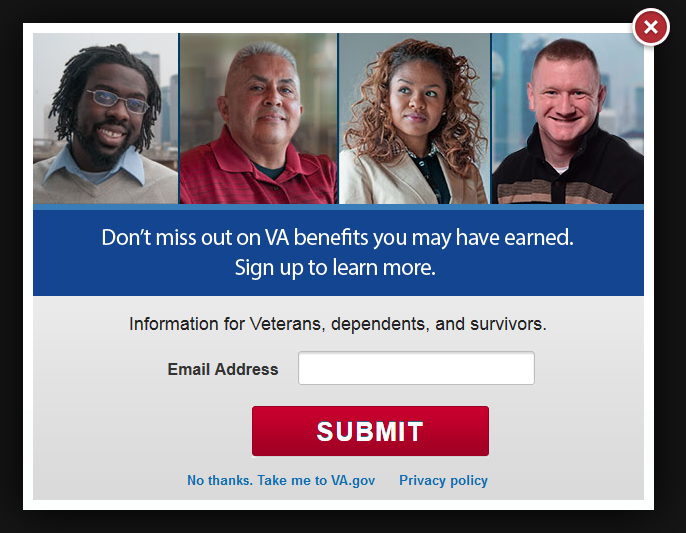 Don't miss out on VA benefits you may have earned.
Sign up to learn more.
Information for Veterans, dependents, and survivors.
Email Address
SUBMIT
No thanks. Take me to VA.gov Privacy policy